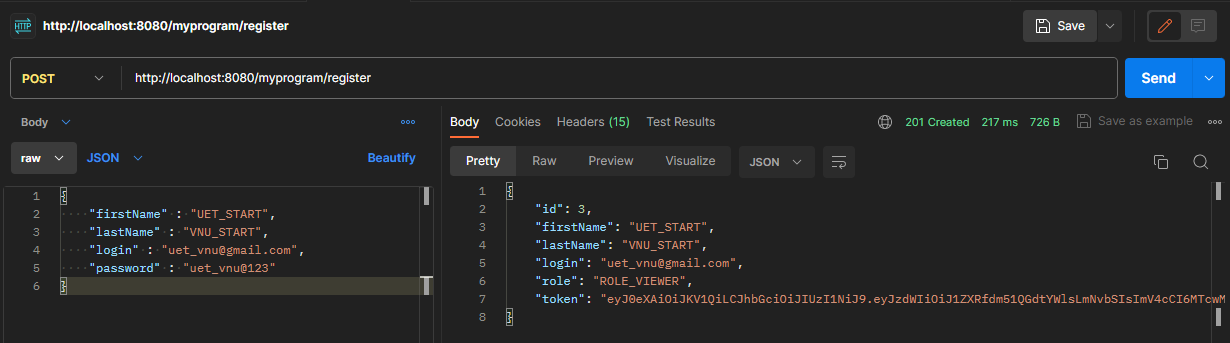 HTTP http://localhost:8080/myprogram/register Save
POST http://localhost:8080/myprogram/register Send
Body
raw JSON Beautify
1 {
2 "firstName" : "UET_START",
3 "lastName" : "VNU_START",
4 "login" : "uet_vnu@gmail.com",
5 "password" : "uet_vnu@123"
6 }
Body Cookies Headers (15) Test Results 201 Created 217 ms 726 B Save as example
Pretty Raw Preview Visualize JSON
1 {
2 "id": 3,
3 "firstName": "UET_START",
4 "lastName": "VNU_START",
5 "login": "uet_vnu@gmail.com",
6 "role": "ROLE_VIEWER",
7 "token": "eyJ0eXAiOiJKV1QiLCJhbGciOiJIUzI1NiJ9.eyJzdWIiOiJ1ZXRfdm51QGdtYWlsLmNvbSIsImV4cCI6MTcwM
8 }